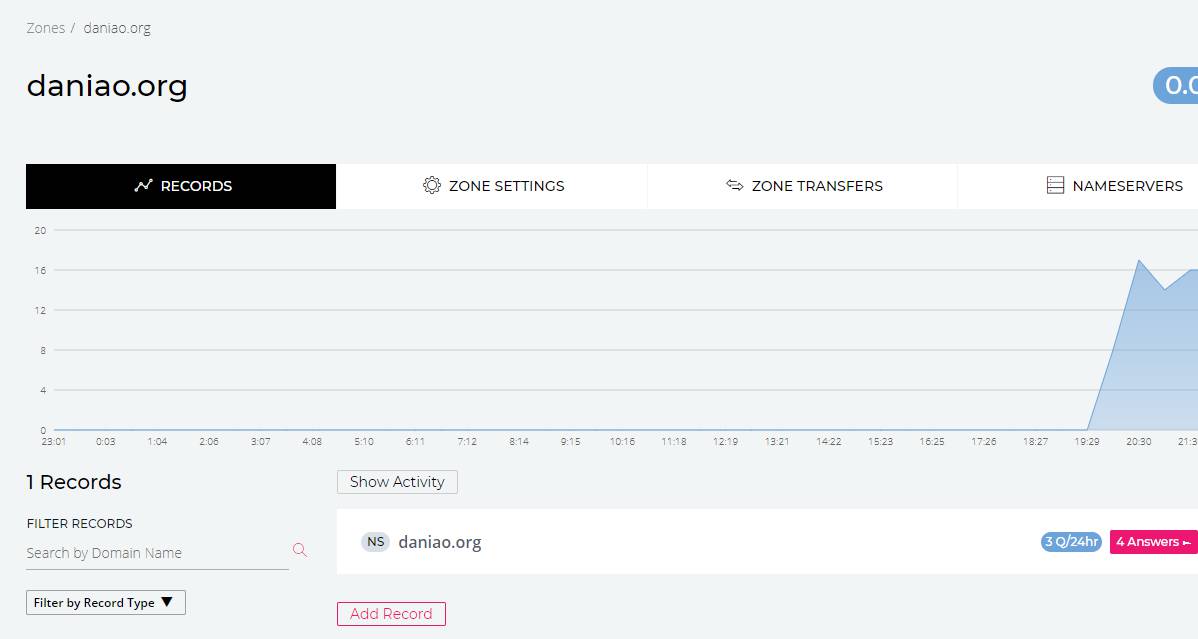 Zones / daniao.org
daniao.org
0.0
RECORDS
ZONE SETTINGS
ZONE TRANSFERS
NAMESERVERS
20
16
12
8
4
0
23:01 0:03 1:04 2:06 3:07 4:08 5:10 6:11 7:12 8:14 9:15 10:16 11:18 12:19 13:21 14:22 15:23 16:25 17:26 18:27 19:29 20:30 21:3
1 Records
Show Activity
FILTER RECORDS
Search by Domain Name
Filter by Record Type ▼
NS daniao.org
3 Q/24hr
4 Answers
Add Record